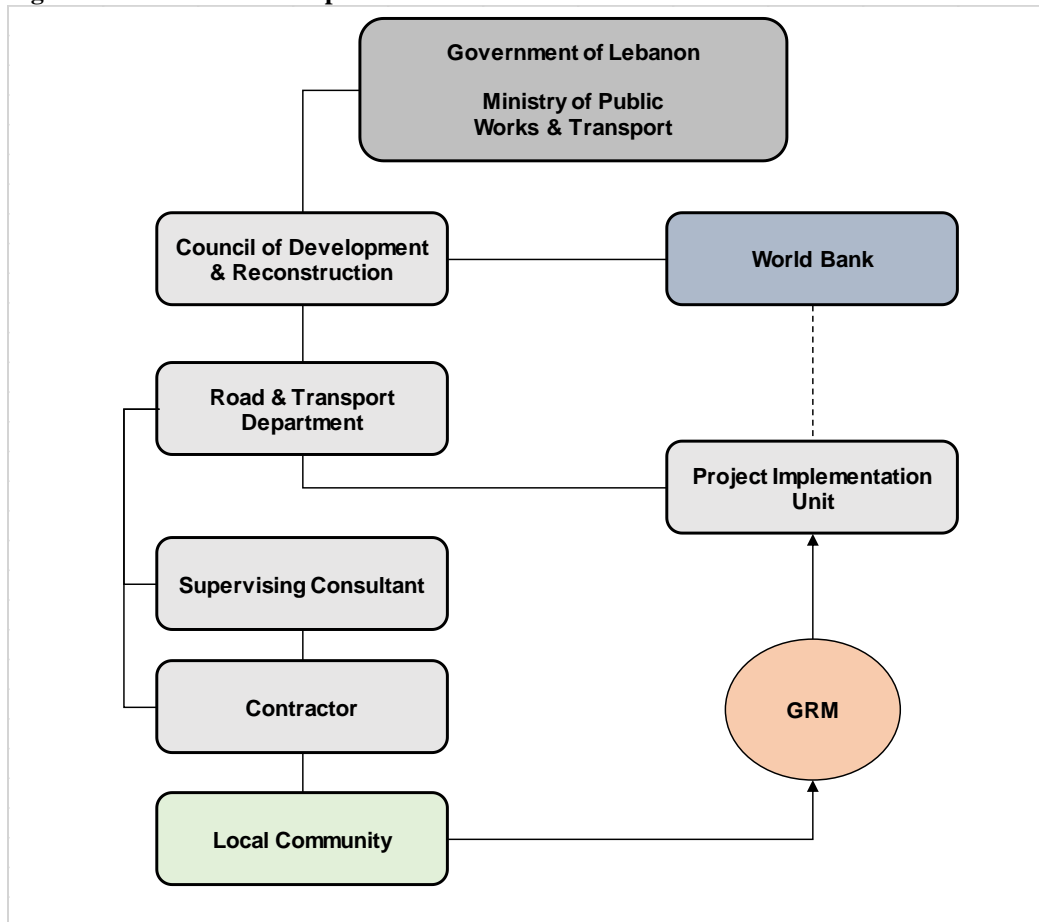 Government of Lebanon
Ministry of Public
Works & Transport
Council of Development
& Reconstruction
World Bank
Road & Transport
Department
Project Implementation
Unit
Supervising Consultant
Contractor
GRM
Local Community